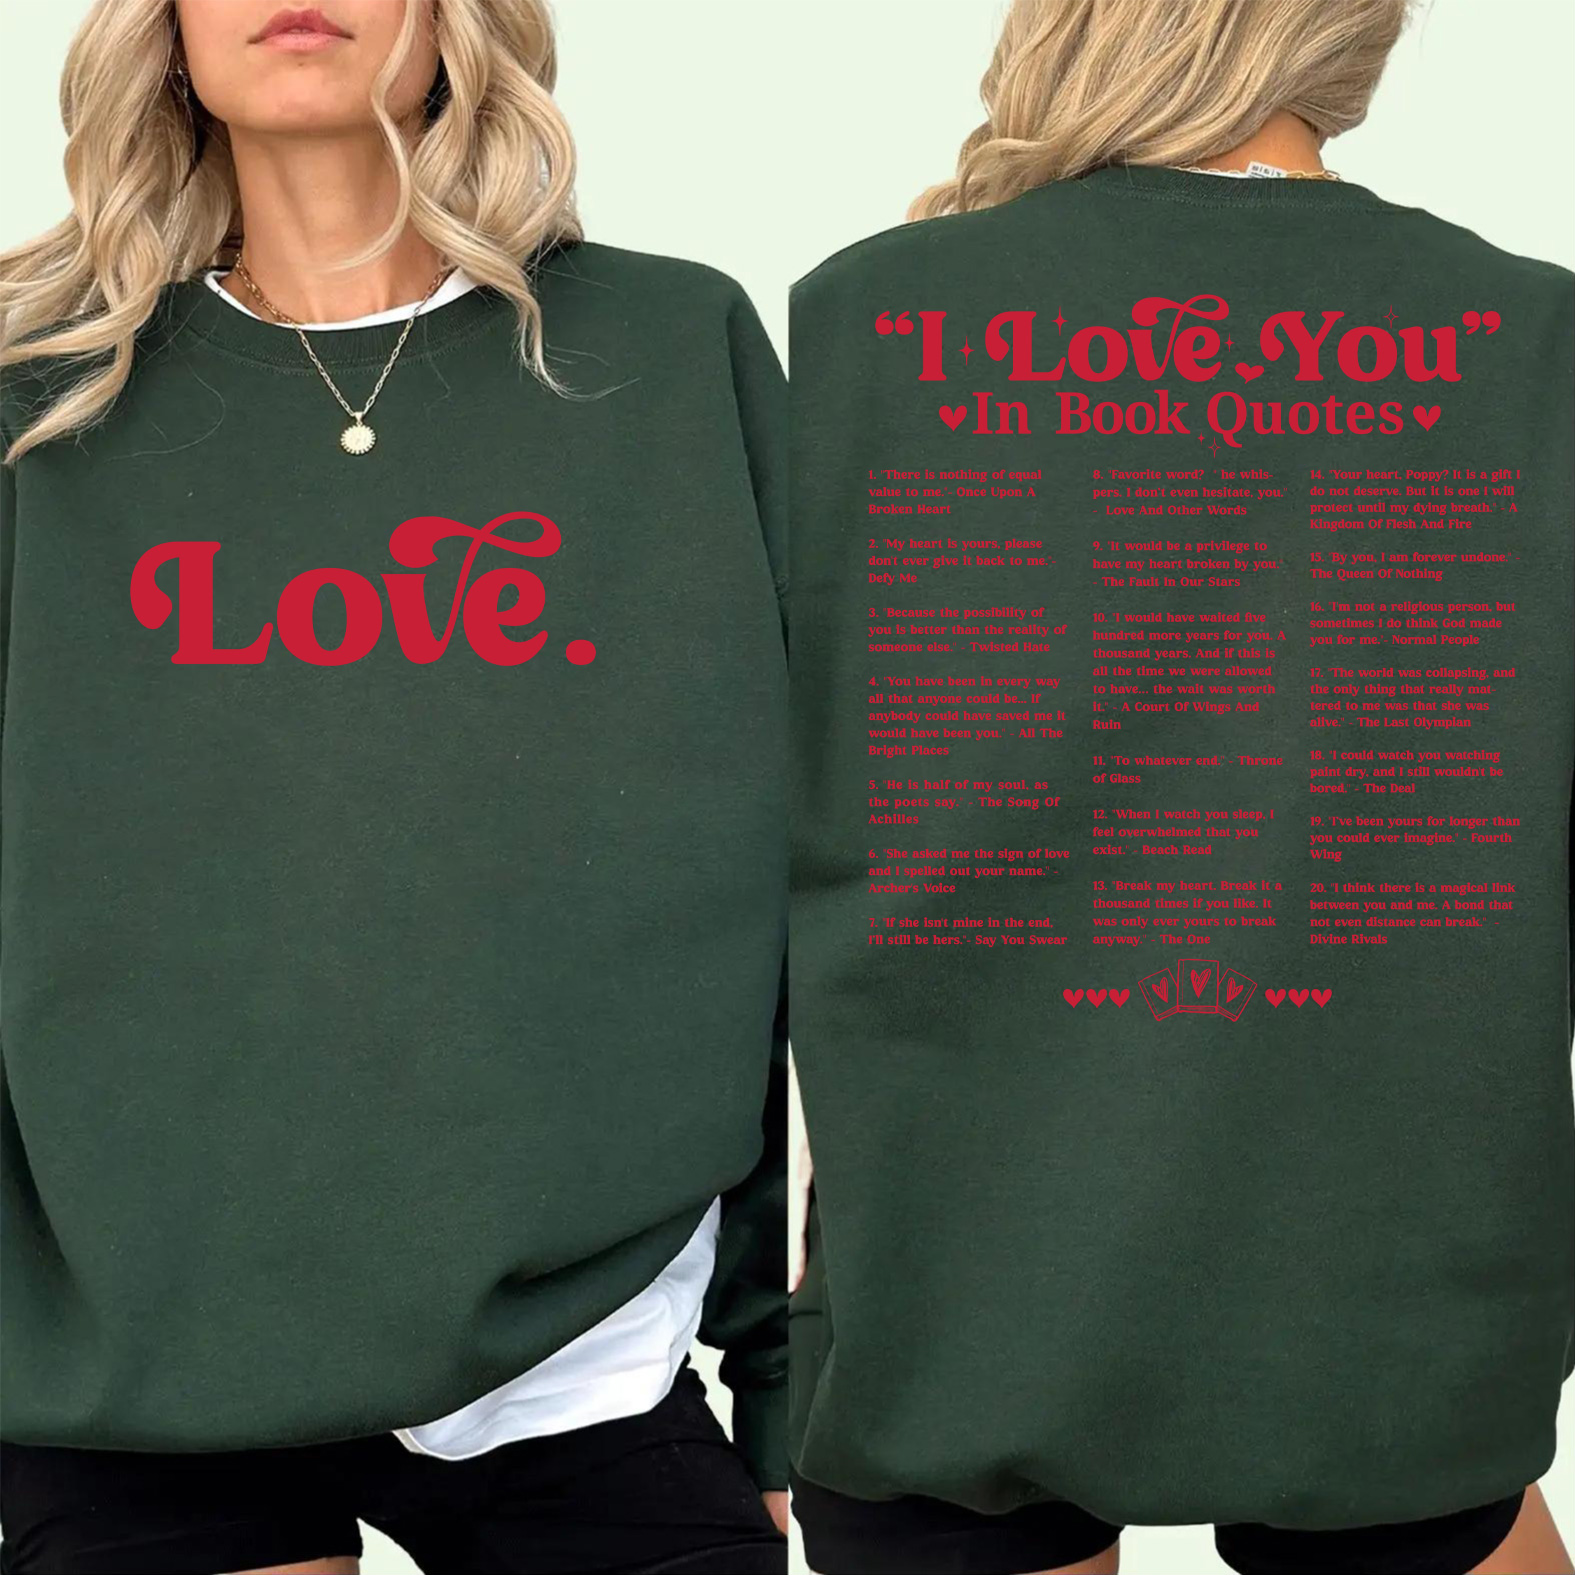 Love.
“I Love You”
In Book Quotes
1. "There is nothing of equal
value to me."- Once Upon A
Broken Heart
2. "My heart is yours, please
don't ever give it back to me."-
Defy Me
3. "Because the possibility of
you is better than the reality of
someone else." - Twisted Hate
4. "You have been in every way
all that anyone could be... If
anybody could have saved me it
would have been you." - All The
Bright Places
5. "He is half of my soul, as
the poets say." - The Song Of
Achilles
6. "She asked me the sign of love
and I spelled out your name." -
Archer's Voice
7. "If she isn't mine in the end,
I'll still be hers."- Say You Swear
8. "Favorite word? " he whis-
pers. I don't even hesitate, you."
- Love And Other Words
9. "It would be a privilege to
have my heart broken by you."
- The Fault In Our Stars
10. "I would have waited five
hundred more years for you. A
thousand years. And if this is
all the time we were allowed
to have... the wait was worth
it." - A Court Of Wings And
Ruin
11. "To whatever end." - Throne
of Glass
12. "When I watch you sleep, I
feel overwhelmed that you
exist." - Beach Read
13. "Break my heart. Break it a
thousand times if you like. It
was only ever yours to break
anyway." - The One
14. "Your heart, Poppy? It is a gift I
do not deserve. But it is one I will
protect until my dying breath." - A
Kingdom Of Flesh And Fire
15. "By you, I am forever undone." -
The Queen Of Nothing
16. "I'm not a religious person, but
sometimes I do think God made
you for me."- Normal People
17. "The world was collapsing, and
the only thing that really mat-
tered to me was that she was
alive." - The Last Olympian
18. "I could watch you watching
paint dry, and I still wouldn't be
bored. - The Deal
19. "I've been yours for longer than
you could ever imagine." - Fourth
Wing
20. "I think there is a magical link
between you and me. A bond that
not even distance can break."
Divine Rivals